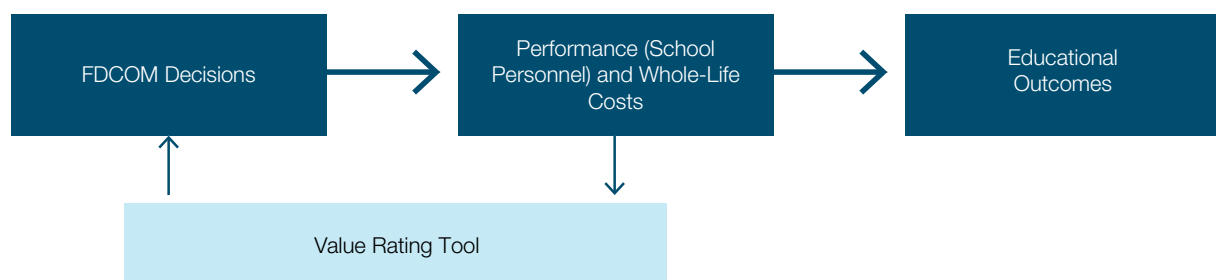 FDCOM Decisions
Performance (School
Personnel) and Whole-Life
Costs
Educational
Outcomes
Value Rating Tool